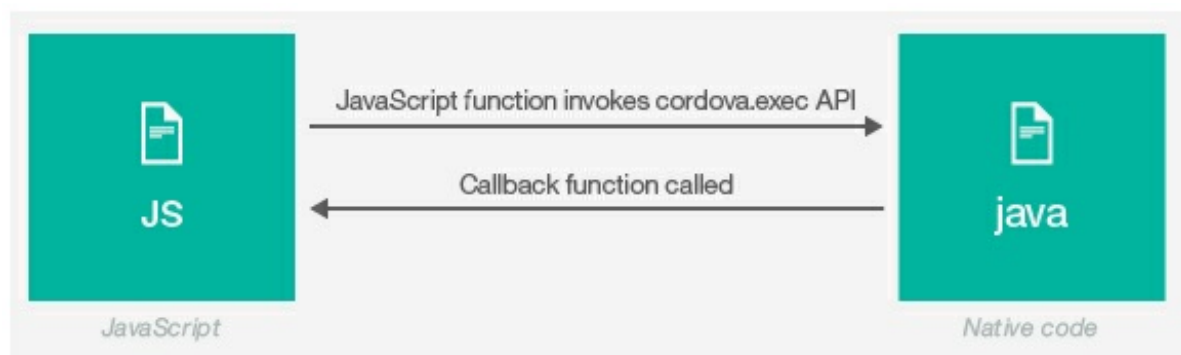 JavaScript function invokes cordova.exec API
Callback function called
JS
java
JavaScript
Native code